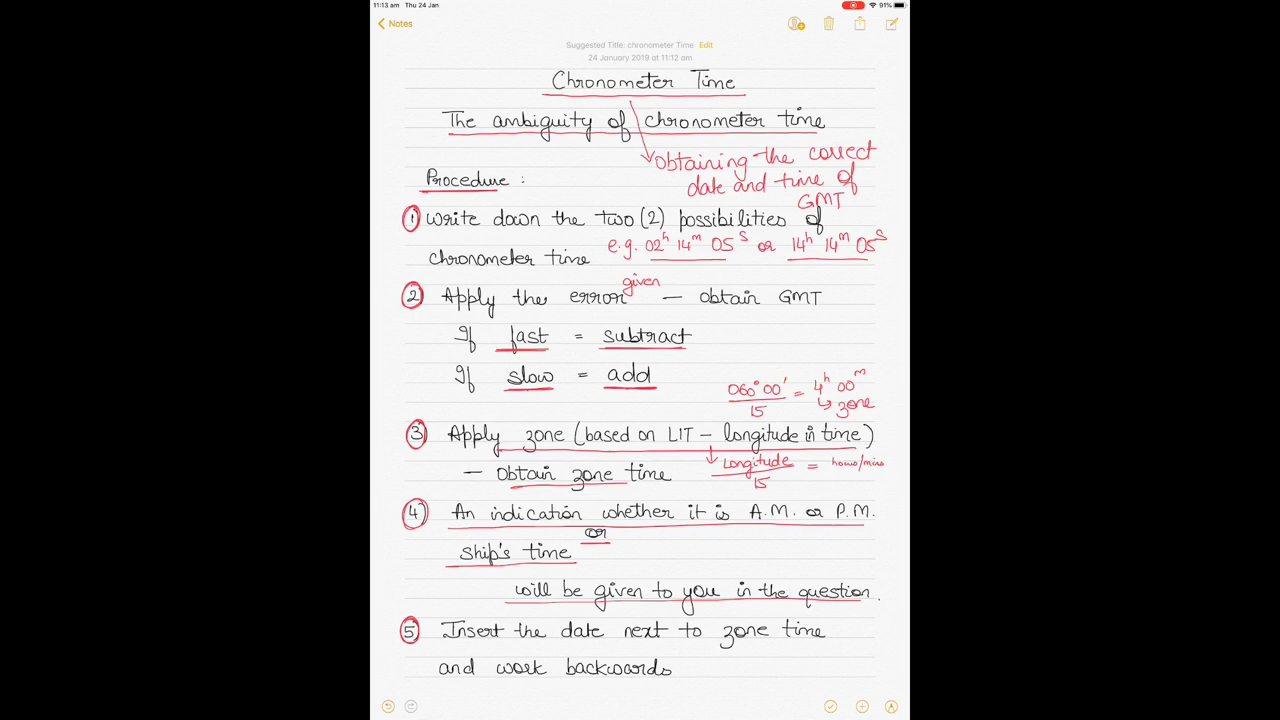 11:13 am Thu 24 Jan
91%
Notes
Suggested Title: chronometer Time Edit
24 January 2019 at 11:12 am
Chronometer Time
The ambiguity of chronometer time
obtaining the correct
date and time of
GMT
Procedure :
① Write down the two (2) possibilities of
chronometer time e.g. 02h 14m 05s or 14h 14m 05s
② Apply the error given — obtain GMT
If fast = subtract
If slow = add
060° 00' / 15 = 4h 00m
↳ zone
③ Apply zone (based on LIT – longitude in time)
– Obtain zone time
Longitude / 15 = hours/mins
④ An indication whether it is A.M. or P.M.
or
ship's time
will be given to you in the question.
⑤ Insert the date next to zone time
and work backwards